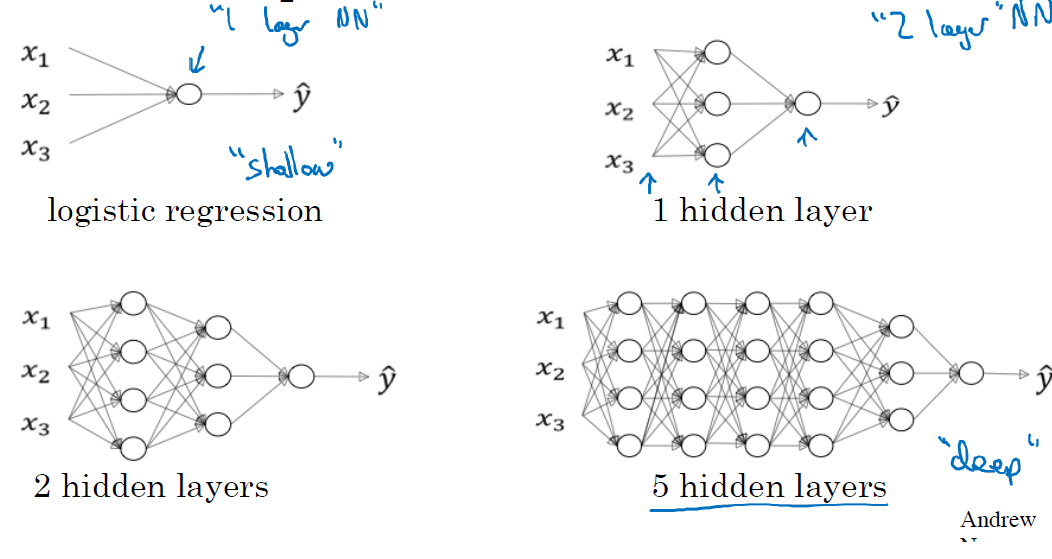 "1 layer NN"
x₁
x₂
x₃
ŷ
"shallow"
logistic regression
"2 layer" NN
x₁
x₂
x₃
ŷ
1 hidden layer
x₁
x₂
x₃
ŷ
2 hidden layers
x₁
x₂
x₃
ŷ
"deep"
5 hidden layers
Andrew